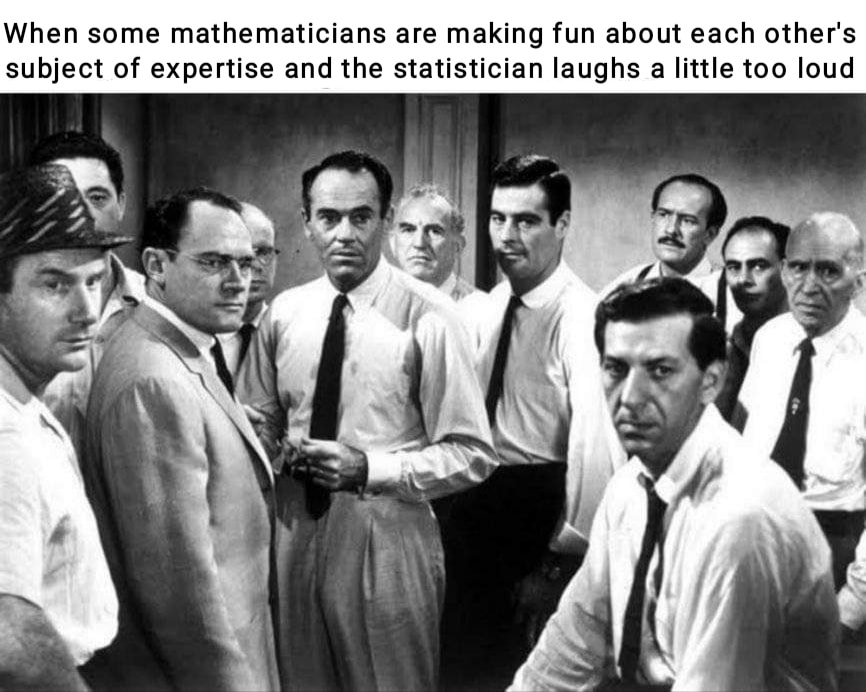 When some mathematicians are making fun about each other's
subject of expertise and the statistician laughs a little too loud